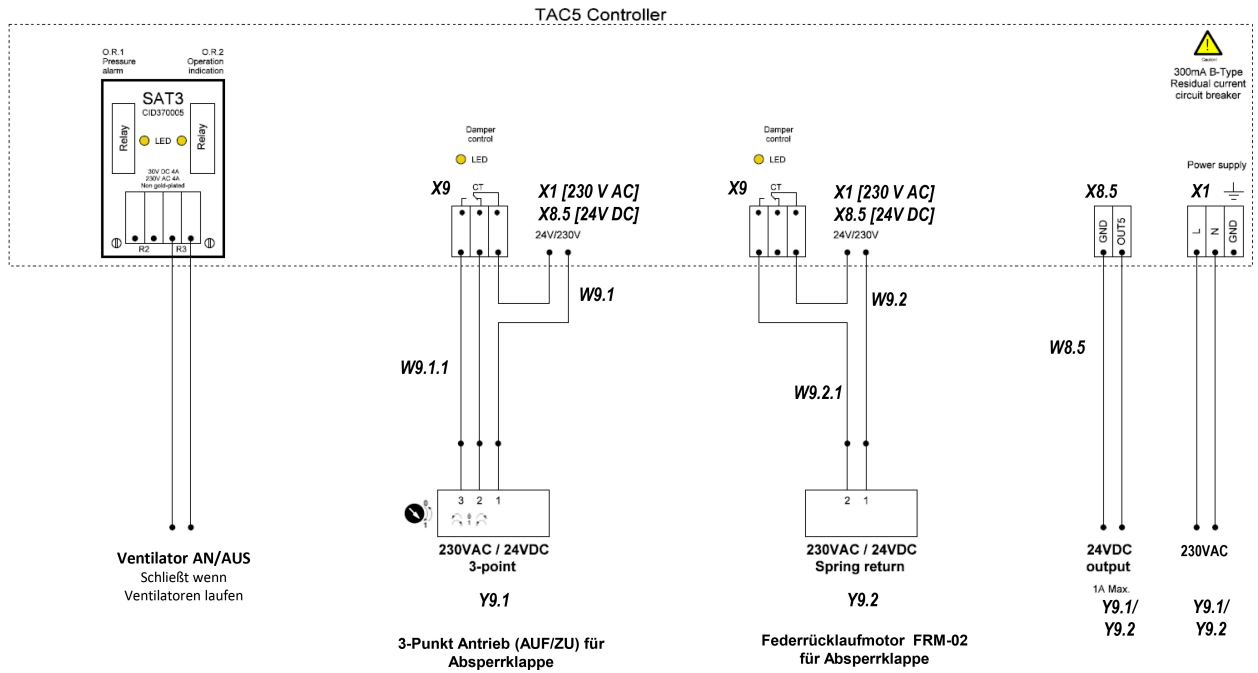 TAC5 Controller
O.R.1
Pressure
alarm
O.R.2
Operation
indication
SAT3
CID370005
Relay
LED
Relay
30V DC 4A
230V AC 4A
Non gold-plated
R2
R3
Ventilator AN/AUS
Schließt wenn
Ventilatoren laufen
Damper
control
LED
X9
CT
X1 [230 V AC]
X8.5 [24V DC]
24V/230V
W9.1
W9.1.1
3 2 1
0
1
0
1
230VAC / 24VDC
3-point
Y9.1
3-Punkt Antrieb (AUF/ZU) für
Absperrklappe
Damper
control
LED
X9
CT
X1 [230 V AC]
X8.5 [24V DC]
24V/230V
W9.2
W9.2.1
2 1
230VAC / 24VDC
Spring return
Y9.2
Federrücklaufmotor FRM-02
für Absperrklappe
Caution!
300mA B-Type
Residual current
circuit breaker
Power supply
X8.5
GND
OUT5
W8.5
24VDC
output
1A Max.
Y9.1/
Y9.2
X1
L
N
GND
230VAC
Y9.1/
Y9.2